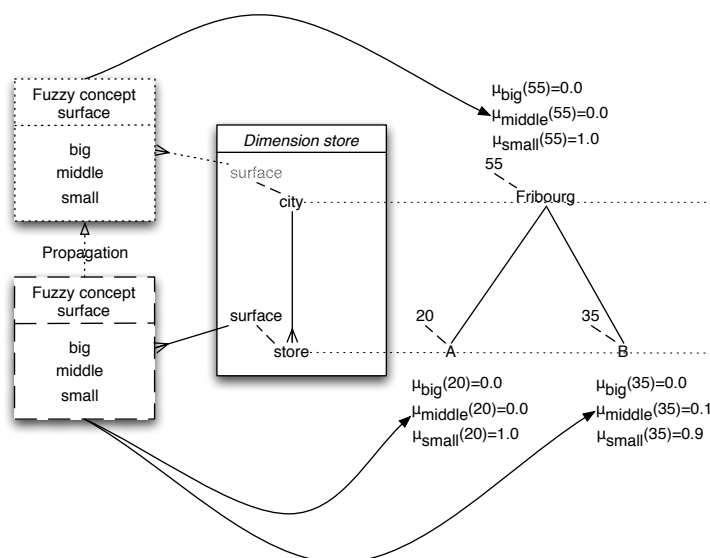 Fuzzy concept
surface
big
middle
small
Propagation
Fuzzy concept
surface
big
middle
small
Dimension store
surface
city
surface
store
μbig(55)=0.0
μmiddle(55)=0.0
μsmall(55)=1.0
55
Fribourg
20
A
35
B
μbig(20)=0.0
μmiddle(20)=0.0
μsmall(20)=1.0
μbig(35)=0.0
μmiddle(35)=0.1
μsmall(35)=0.9